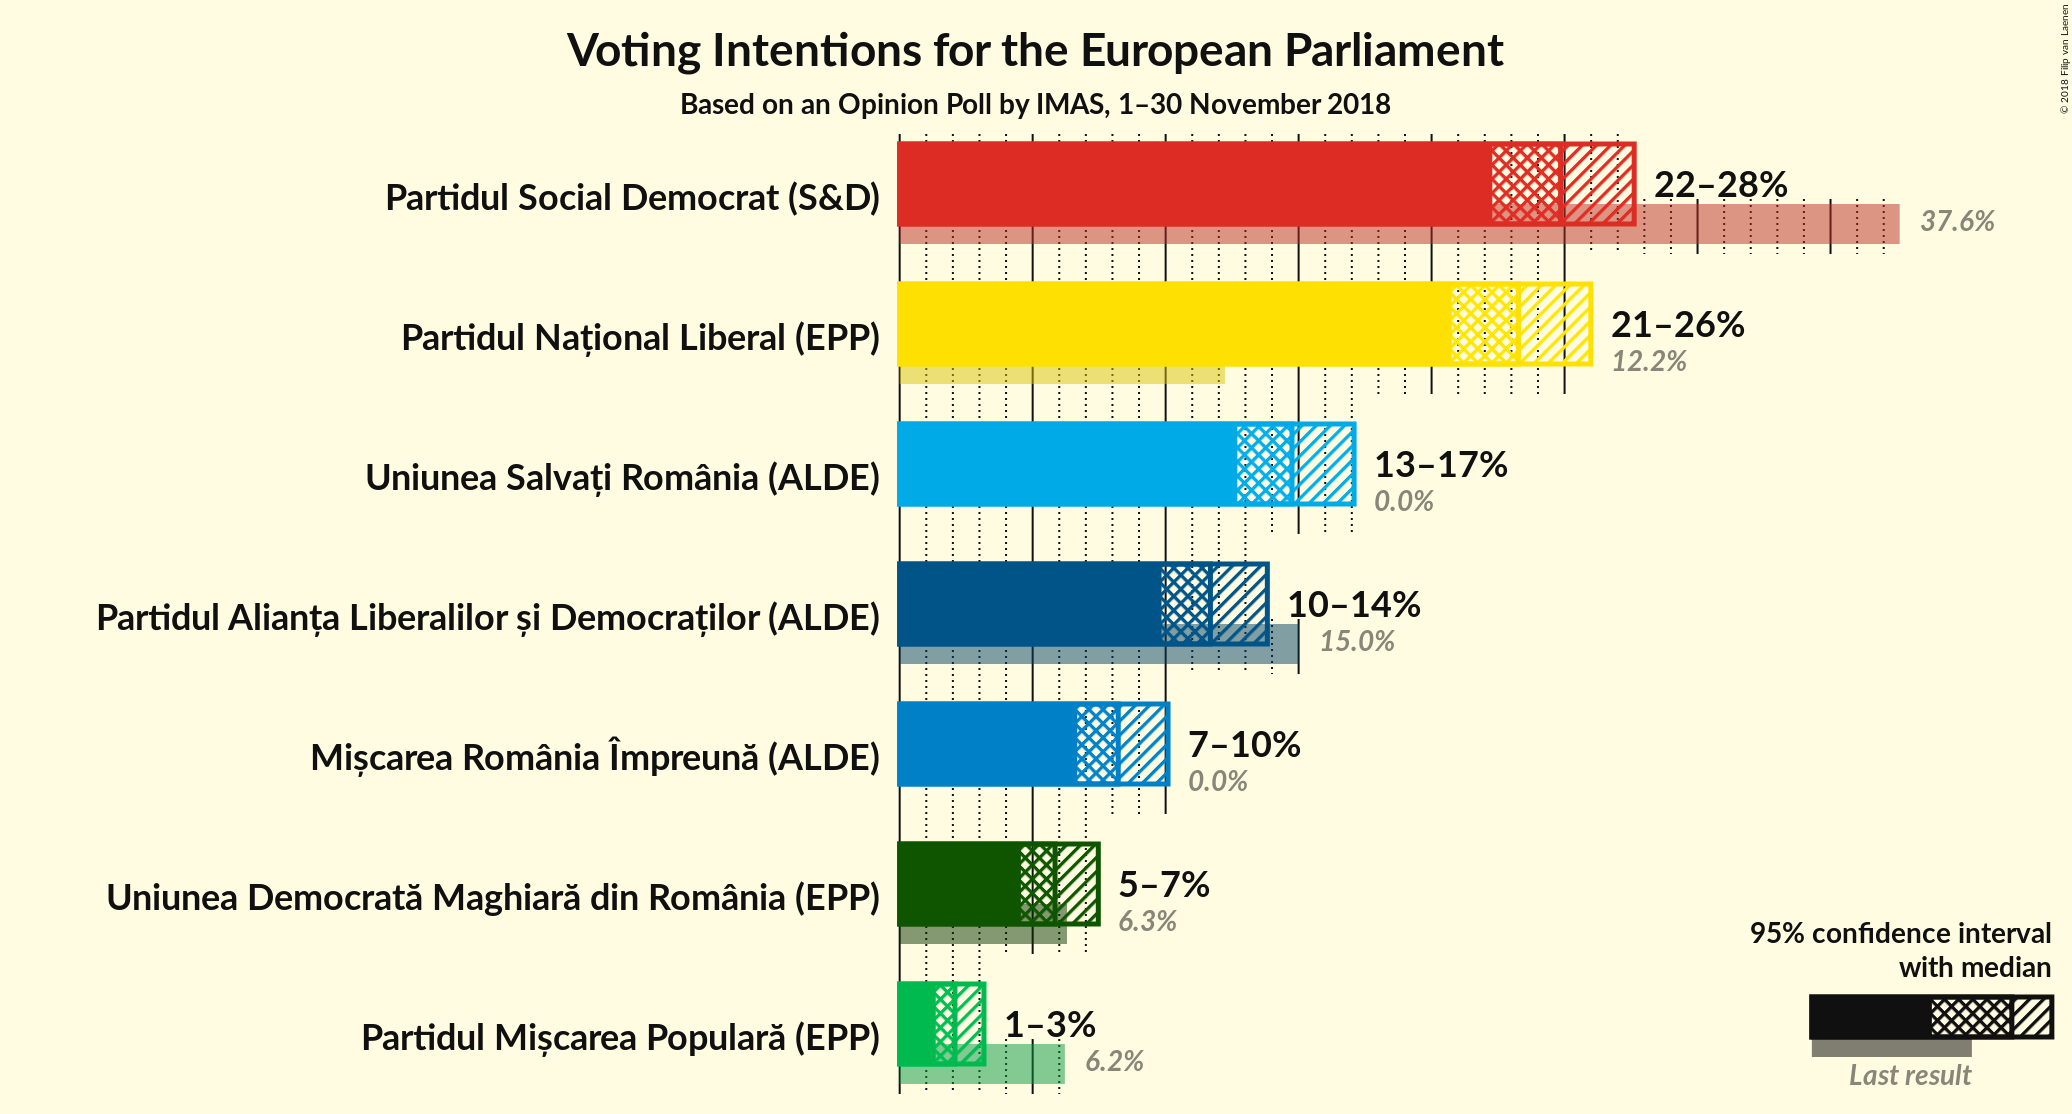 Voting Intentions for the European Parliament
Based on an Opinion Poll by IMAS, 1–30 November 2018
© 2018 Filip van Laenen
Partidul Social Democrat (S&D)
22–28%
37.6%
Partidul Național Liberal (EPP)
21–26%
12.2%
Uniunea Salvați România (ALDE)
13–17%
0.0%
Partidul Alianța Liberalilor și Democraților (ALDE)
10–14%
15.0%
Mișcarea România Împreună (ALDE)
7–10%
0.0%
Uniunea Democrată Maghiară din România (EPP)
5–7%
6.3%
Partidul Mișcarea Populară (EPP)
1–3%
6.2%
95% confidence interval
with median
Last result